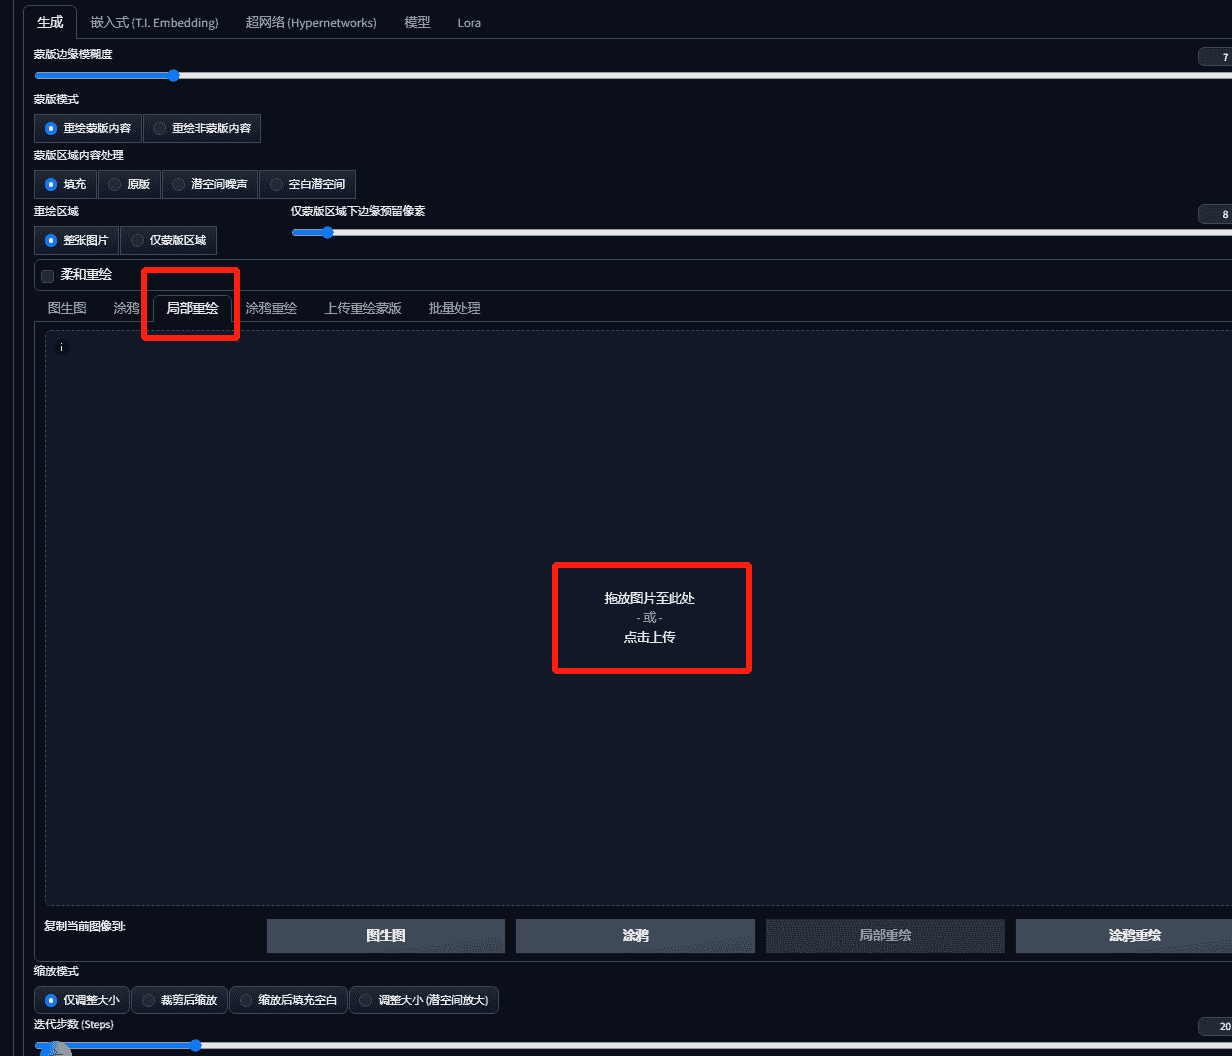 生成 嵌入式 (T.I. Embedding) 超网络 (Hypernetworks) 模型 Lora
蒙版边缘模糊度 7
蒙版模式
重绘蒙版内容 重绘非蒙版内容
蒙版区域内容处理
填充 原版 潜空间噪声 空白潜空间
重绘区域 仅蒙版区域下边缘预留像素 8
整张图片 仅蒙版区域
柔和重绘
图生图 涂鸦 局部重绘 涂鸦重绘 上传重绘蒙版 批量处理
i
拖放图片至此处
- 或 -
点击上传
复制当前图像到: 图生图 涂鸦 局部重绘 涂鸦重绘
缩放模式
仅调整大小 裁剪后缩放 缩放后填充空白 调整大小 (潜空间放大)
迭代步数 (Steps) 20